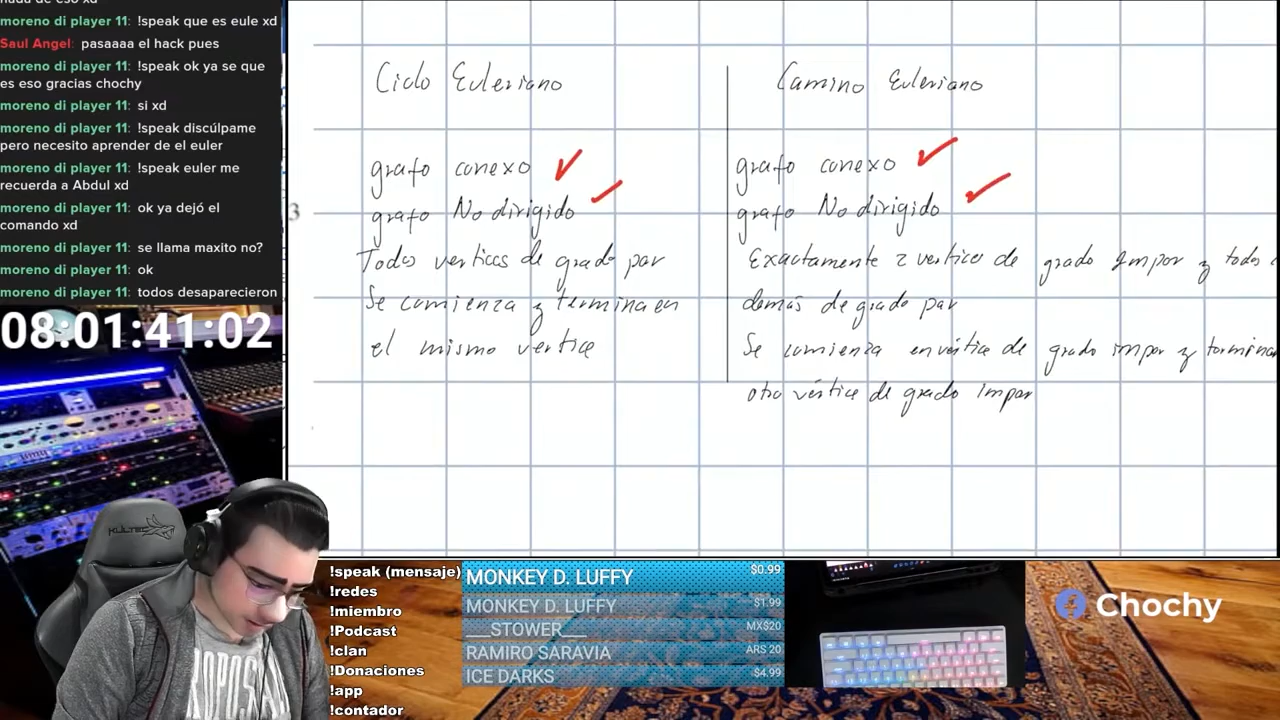 nada de eso xd
moreno di player 11: !speak que es eule xd
Saul Angel: pasaaaa el hack pues
moreno di player 11: !speak ok ya se que
es eso gracias chochy
moreno di player 11: si xd
moreno di player 11: !speak discúlpame
pero necesito aprender de el euler
moreno di player 11: !speak euler me
recuerda a Abdul xd
moreno di player 11: ok ya dejó el
comando xd
moreno di player 11: se llama maxito no?
moreno di player 11: ok
moreno di player 11: todos desaparecieron
08:01:41:02
Ciclo Euleriano
grafo conexo
grafo No dirigido
Todos vertices de grado par
Se comienza y termina en
el mismo vertice
Camino Euleriano
grafo conexo
grafo No dirigido
Exactamente 2 vertices de grado Impar y todos
demás de grado par
Se comienza en vértice de grado impar y termina
otro vértice de grado impar
3
KULTEC
!speak (mensaje)
!redes
!miembro
!Podcast
!clan
!Donaciones
!app
!contador
MONKEY D. LUFFY $0.99
MONKEY D. LUFFY $1.99
___STOWER___ MX$20
RAMIRO SARAVIA ARS 20
ICE DARKS $4.99
Chochy